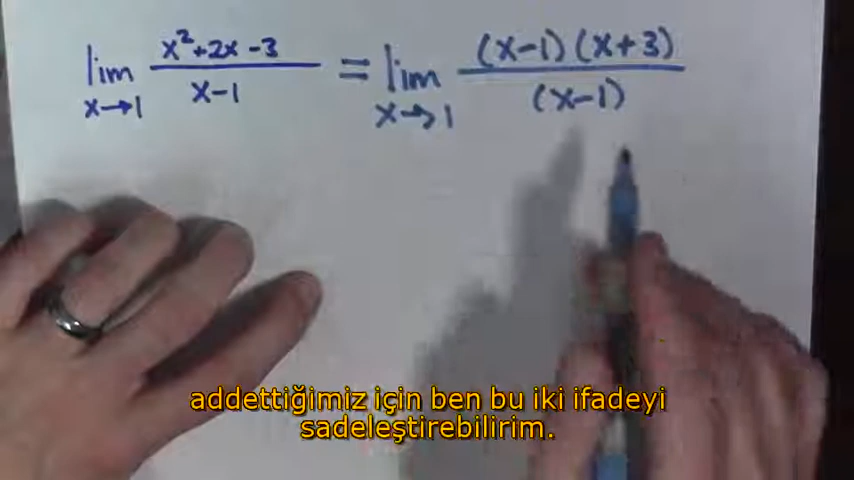 lim x→1 x²+2x-3 / x-1 = lim x→1 (x-1)(x+3) / (x-1)
addettiğimiz için ben bu iki ifadeyi
sadeleştirebilirim.